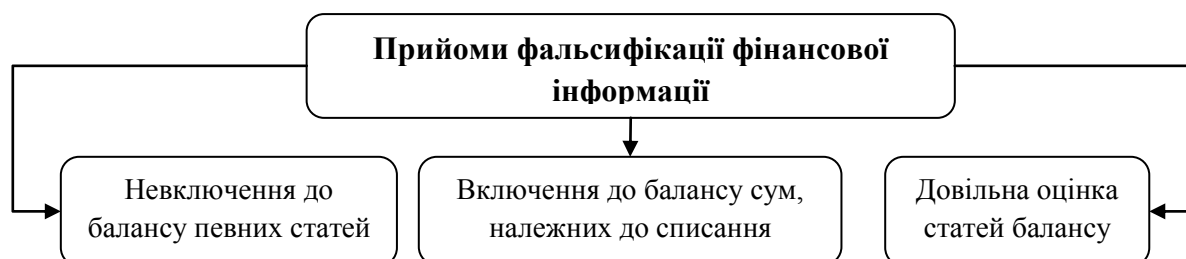 Прийоми фальсифікації фінансової
інформації
Невключення до
балансу певних статей
Включення до балансу сум,
належних до списання
Довільна оцінка
статей балансу